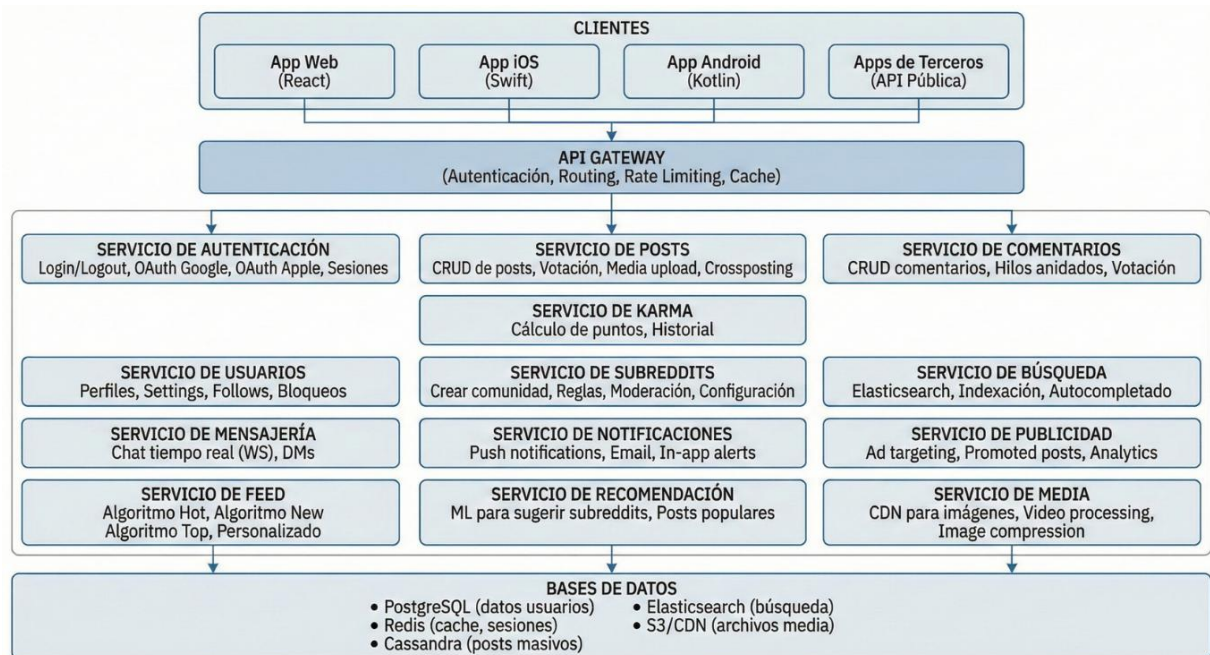 CLIENTES
App Web
(React)
App iOS
(Swift)
App Android
(Kotlin)
Apps de Terceros
(API Pública)
API GATEWAY
(Autenticación, Routing, Rate Limiting, Cache)
SERVICIO DE AUTENTICACIÓN
Login/Logout, OAuth Google, OAuth Apple, Sesiones
SERVICIO DE POSTS
CRUD de posts, Votación, Media upload, Crossposting
SERVICIO DE COMENTARIOS
CRUD comentarios, Hilos anidados, Votación
SERVICIO DE KARMA
Cálculo de puntos, Historial
SERVICIO DE USUARIOS
Perfiles, Settings, Follows, Bloqueos
SERVICIO DE SUBREDDITS
Crear comunidad, Reglas, Moderación, Configuración
SERVICIO DE BÚSQUEDA
Elasticsearch, Indexación, Autocompletado
SERVICIO DE MENSAJERÍA
Chat tiempo real (WS), DMs
SERVICIO DE NOTIFICACIONES
Push notifications, Email, In-app alerts
SERVICIO DE PUBLICIDAD
Ad targeting, Promoted posts, Analytics
SERVICIO DE FEED
Algoritmo Hot, Algoritmo New
Algoritmo Top, Personalizado
SERVICIO DE RECOMENDACIÓN
ML para sugerir subreddits, Posts populares
SERVICIO DE MEDIA
CDN para imágenes, Video processing,
Image compression
BASES DE DATOS
• PostgreSQL (datos usuarios)
• Redis (cache, sesiones)
• Cassandra (posts masivos)
• Elasticsearch (búsqueda)
• S3/CDN (archivos media)